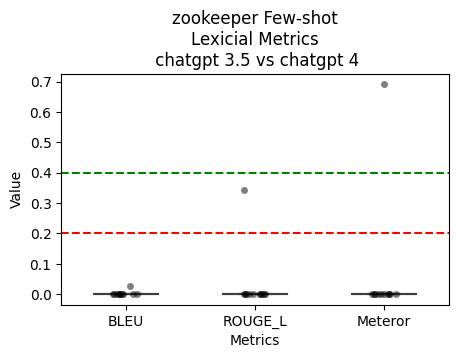 zookeeper Few-shot
Lexicial Metrics
chatgpt 3.5 vs chatgpt 4
0.7
0.6
0.5
0.4
0.3
0.2
0.1
0.0
Value
BLEU
ROUGE_L
Meteror
Metrics